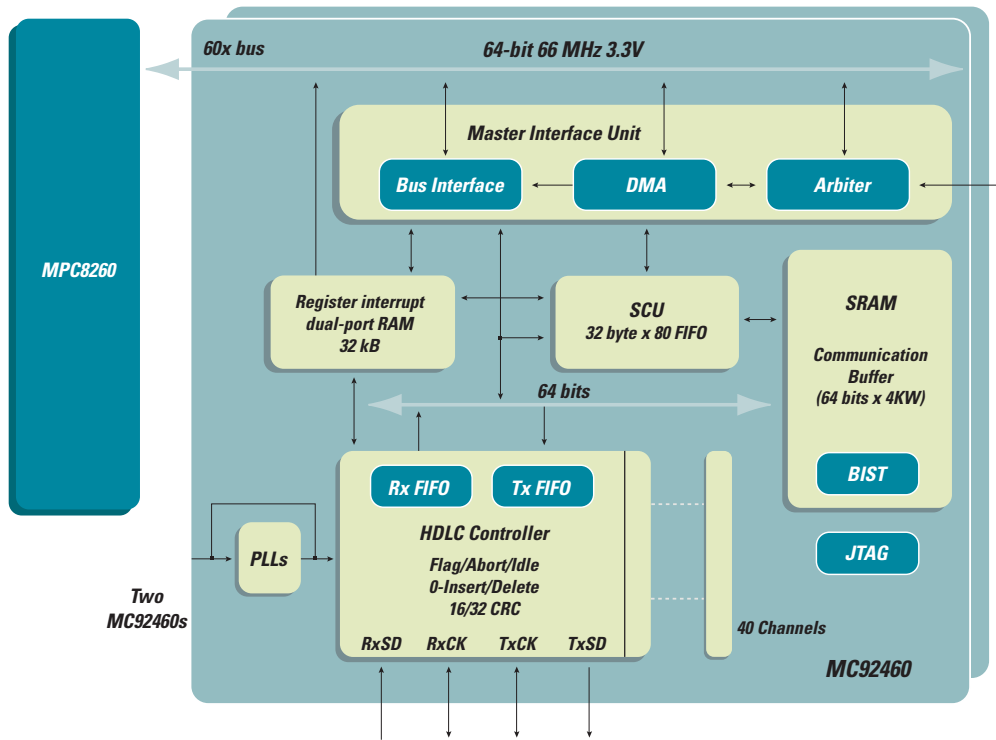 60x bus
64-bit 66 MHz 3.3V
Master Interface Unit
Bus Interface
DMA
Arbiter
MPC8260
Register interrupt
dual-port RAM
32 kB
SCU
32 byte x 80 FIFO
SRAM
Communication
Buffer
(64 bits x 4KW)
BIST
64 bits
Rx FIFO
Tx FIFO
HDLC Controller
Flag/Abort/Idle
0-Insert/Delete
16/32 CRC
RxSD
RxCK
TxCK
TxSD
PLLs
JTAG
Two
MC92460s
40 Channels
MC92460